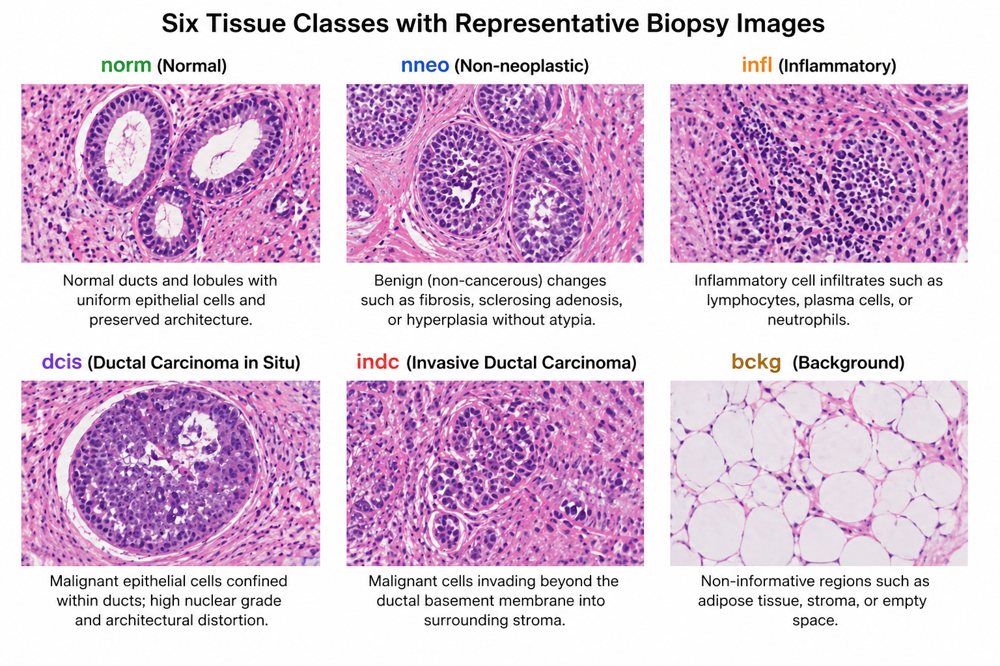 Six Tissue Classes with Representative Biopsy Images
norm (Normal)
nneo (Non-neoplastic)
infl (Inflammatory)
Normal ducts and lobules with
uniform epithelial cells and
preserved architecture.
Benign (non-cancerous) changes
such as fibrosis, sclerosing adenosis,
or hyperplasia without atypia.
Inflammatory cell infiltrates such as
lymphocytes, plasma cells, or
neutrophils.
dcis (Ductal Carcinoma in Situ)
indc (Invasive Ductal Carcinoma)
bckg (Background)
Malignant epithelial cells confined
within ducts; high nuclear grade
and architectural distortion.
Malignant cells invading beyond the
ductal basement membrane into
surrounding stroma.
Non-informative regions such as
adipose tissue, stroma, or empty
space.